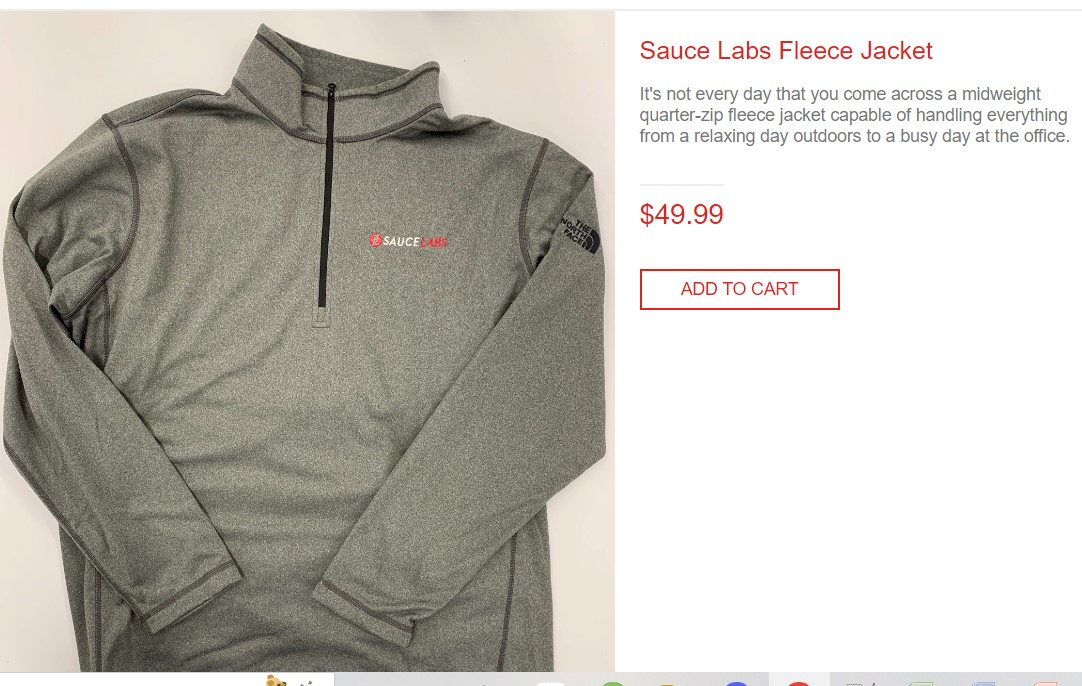 Sauce Labs Fleece Jacket
It's not every day that you come across a midweight
quarter-zip fleece jacket capable of handling everything
from a relaxing day outdoors to a busy day at the office.
$49.99
ADD TO CART
SAUCELABS
THE
NORTH
FACE